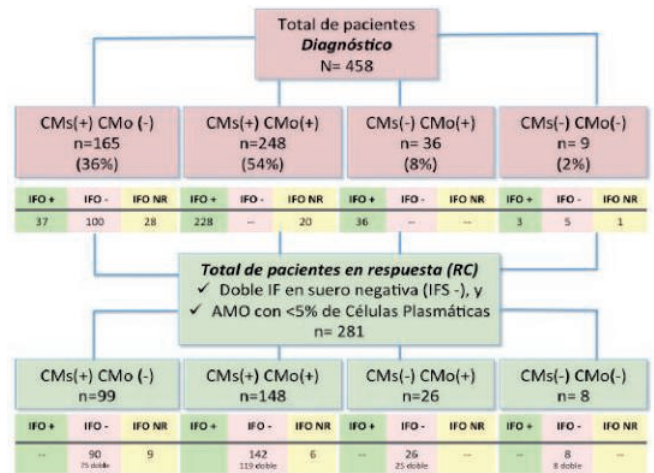 Total de pacientes
Diagnóstico
N= 458
CMs(+) CMo (-)
n=165
(36%)
CMs(+) CMo(+)
n=248
(54%)
CMs(-) CMo(+)
n= 36
(8%)
CMs(-) CMo(-)
n= 9
(2%)
IFO + IFO - IFO NR IFO + IFO - IFO NR IFO + IFO - IFO NR IFO + IFO - IFO NR
37 100 28 228 -- 20 36 -- -- 3 5 1
Total de pacientes en respuesta (RC)
✓ Doble IF en suero negativa (IFS -), y
✓ AMO con <5% de Células Plasmáticas
n= 281
CMs(+) CMo (-)
n=99
CMs(+) CMo(+)
n=148
CMs(-) CMo(+)
n=26
CMs(-) CMo(-)
n= 8
IFO + IFO - IFO NR IFO + IFO - IFO NR IFO + IFO - IFO NR IFO + IFO - IFO NR
-- 90 9 142 6 -- 26 -- -- 8 --
75 doble 119 doble 25 doble 8 doble